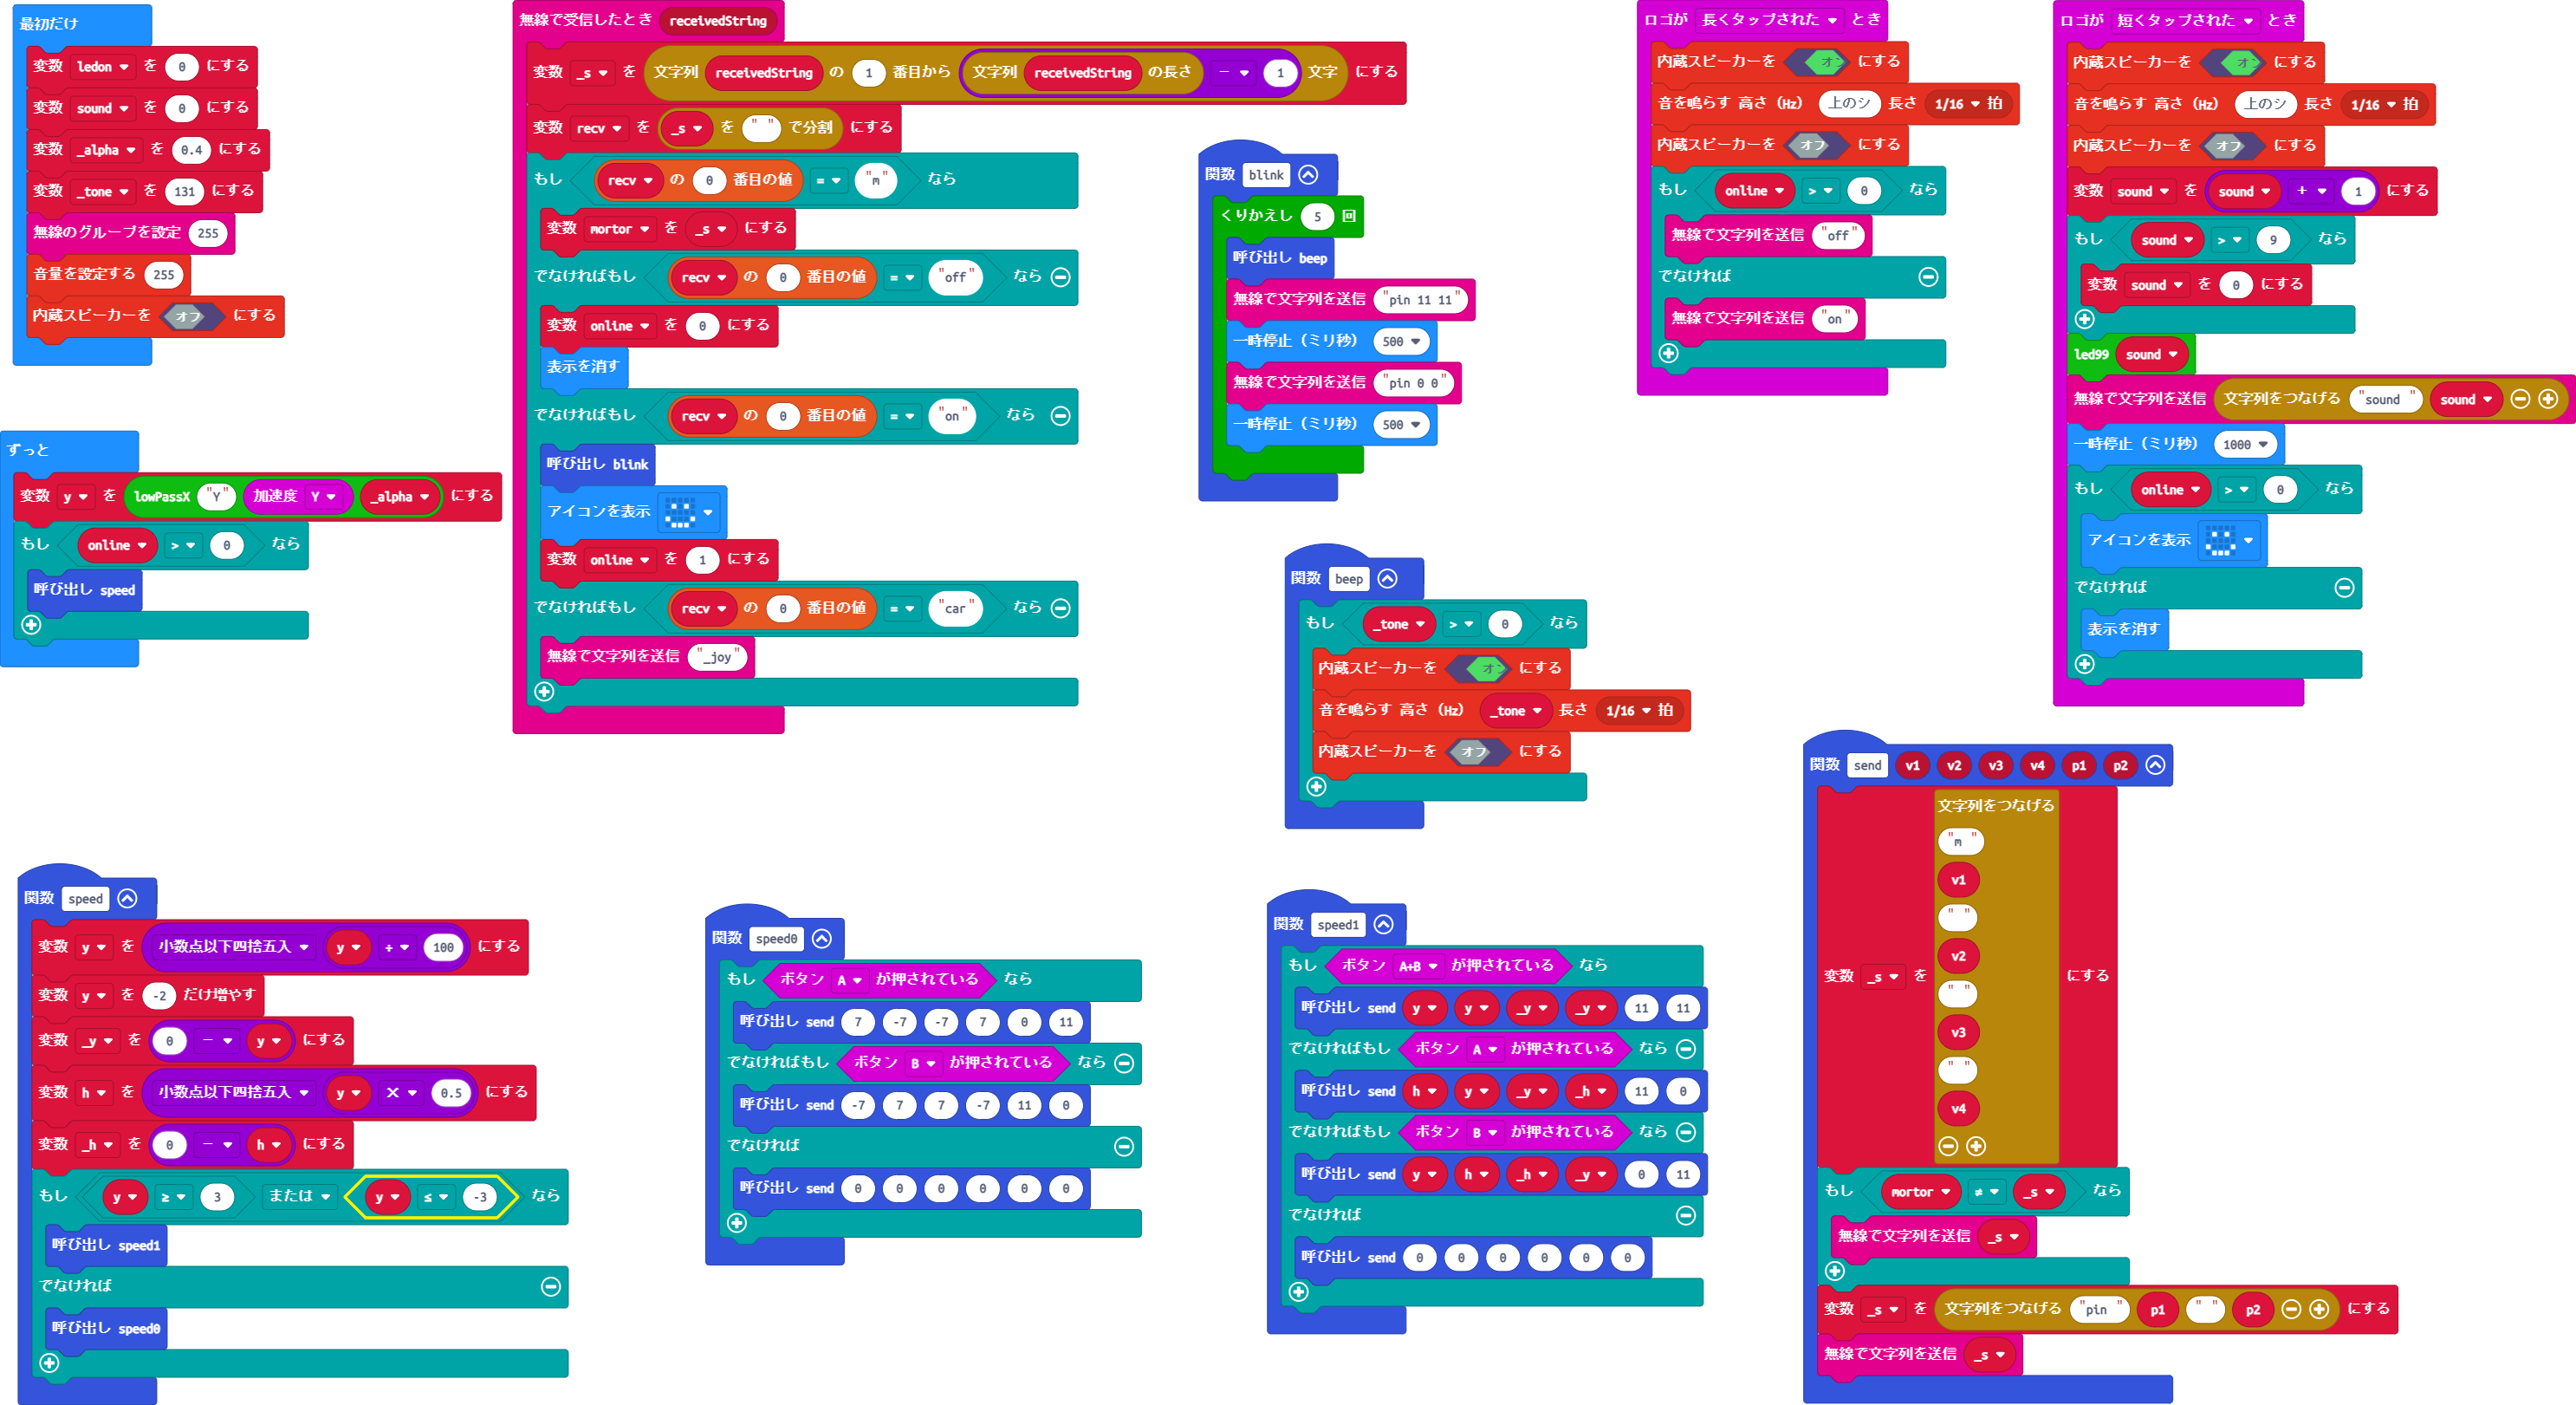 最初だけ
変数 ledon を 0 にする
変数 sound を 0 にする
変数 _alpha を 0.4 にする
変数 _tone を 131 にする
無線のグループを設定 255
音量を設定する 255
内蔵スピーカーを オフ にする
ずっと
変数 y を lowPassX "Y" 加速度 Y _alpha にする
もし online > 0 なら
呼び出し speed
無線で受信したとき receivedString
変数 _s を 文字列 receivedString の 1 番目から 文字列 receivedString の長さ - 1 文字 にする
変数 recv を _s を " " で分割 にする
もし recv の 0 番目の値 = "m" なら
変数 mortor を _s にする
でなければもし recv の 0 番目の値 = "off" なら
変数 online を 0 にする
表示を消す
でなければもし recv の 0 番目の値 = "on" なら
呼び出し blink
アイコンを表示
変数 online を 1 にする
でなければもし recv の 0 番目の値 = "car" なら
無線で文字列を送信 "_joy"
関数 blink
くりかえし 5 回
呼び出し beep
無線で文字列を送信 "pin 11 11"
一時停止（ミリ秒） 500
無線で文字列を送信 "pin 0 0"
一時停止（ミリ秒） 500
関数 beep
もし _tone > 0 なら
内蔵スピーカーを オン にする
音を鳴らす 高さ（Hz） _tone 長さ 1/16 拍
内蔵スピーカーを オフ にする
ロゴが 長くタップされた とき
内蔵スピーカーを オン にする
音を鳴らす 高さ（Hz） 上のシ 長さ 1/16 拍
内蔵スピーカーを オフ にする
もし online > 0 なら
無線で文字列を送信 "off"
でなければ
無線で文字列を送信 "on"
ロゴが 短くタップされた とき
内蔵スピーカーを オン にする
音を鳴らす 高さ（Hz） 上のシ 長さ 1/16 拍
内蔵スピーカーを オフ にする
変数 sound を sound + 1 にする
もし sound > 9 なら
変数 sound を 0 にする
led99 sound
無線で文字列を送信 文字列をつなげる "sound " sound
一時停止（ミリ秒） 1000
もし online > 0 なら
アイコンを表示
でなければ
表示を消す
関数 speed
変数 y を 小数点以下四捨五入 y ÷ 100 にする
変数 y を -2 だけ増やす
変数 _y を 0 - y にする
変数 h を 小数点以下四捨五入 y × 0.5 にする
変数 _h を 0 - h にする
もし y ≥ 3 または y ≤ -3 なら
呼び出し speed1
でなければ
呼び出し speed0
関数 speed0
もし ボタン A が押されている なら
呼び出し send 7 -7 -7 7 0 11
でなければもし ボタン B が押されている なら
呼び出し send -7 7 7 -7 11 0
でなければ
呼び出し send 0 0 0 0 0 0
関数 speed1
もし ボタン A+B が押されている なら
呼び出し send y y _y _y 11 11
でなければもし ボタン A が押されている なら
呼び出し send h y _y _h 11 0
でなければもし ボタン B が押されている なら
呼び出し send y h _h _y 0 11
でなければ
呼び出し send 0 0 0 0 0 0
関数 send v1 v2 v3 v4 p1 p2
文字列をつなげる
"m "
v1
" "
v2
変数 _s を " " にする
v3
" "
v4
もし mortor ≠ _s なら
無線で文字列を送信 _s
変数 _s を 文字列をつなげる "pin " p1 " " p2 にする
無線で文字列を送信 _s